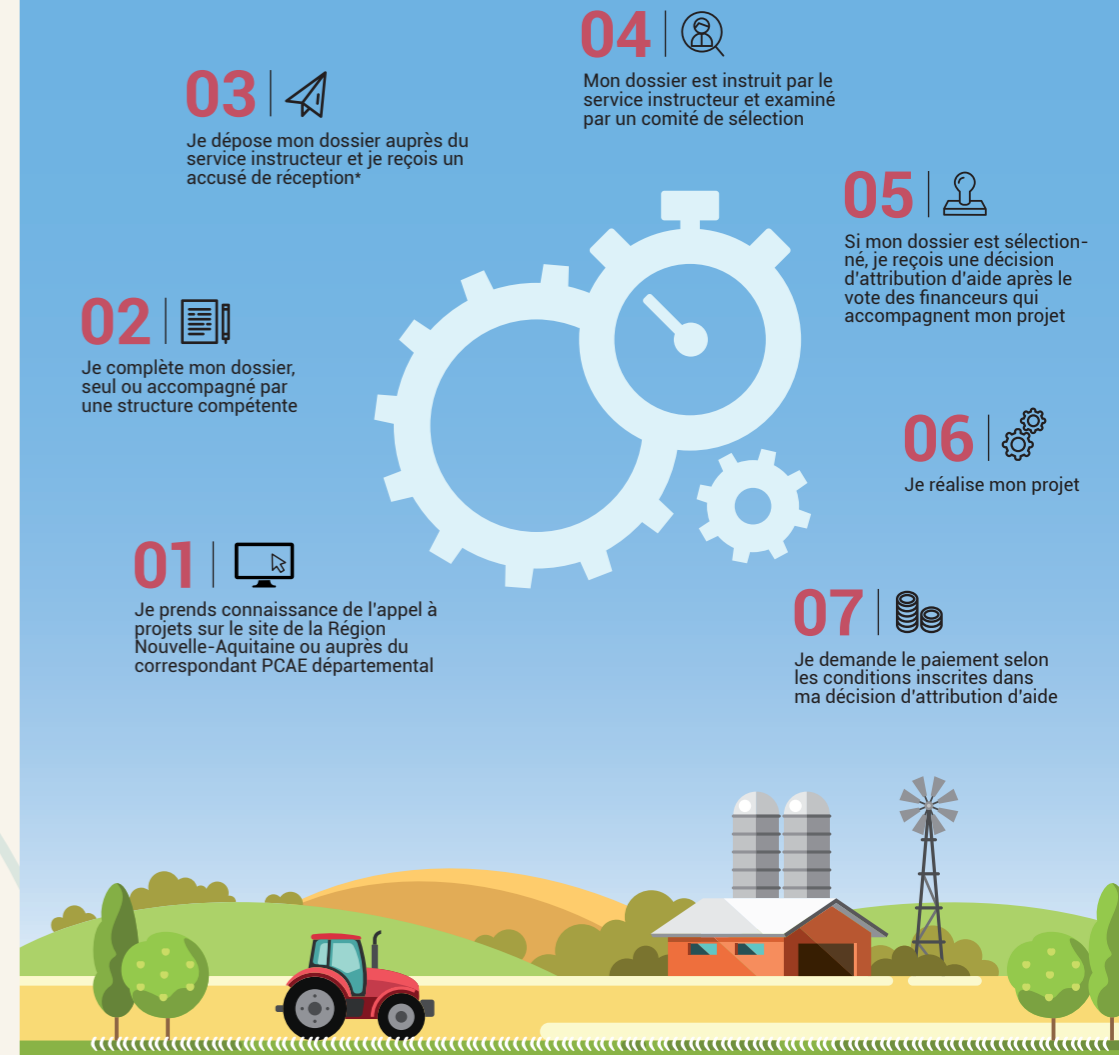 01
Je prends connaissance de l'appel à
projets sur le site de la Région
Nouvelle-Aquitaine ou auprès du
correspondant PCAE départemental
02
Je complète mon dossier,
seul ou accompagné par
une structure compétente
03
Je dépose mon dossier auprès du
service instructeur et je reçois un
accusé de réception*
04
Mon dossier est instruit par le
service instructeur et examiné
par un comité de sélection
05
Si mon dossier est sélection-
né, je reçois une décision
d'attribution d'aide après le
vote des financeurs qui
accompagnent mon projet
06
Je réalise mon projet
07
Je demande le paiement selon
les conditions inscrites dans
ma décision d'attribution d'aide